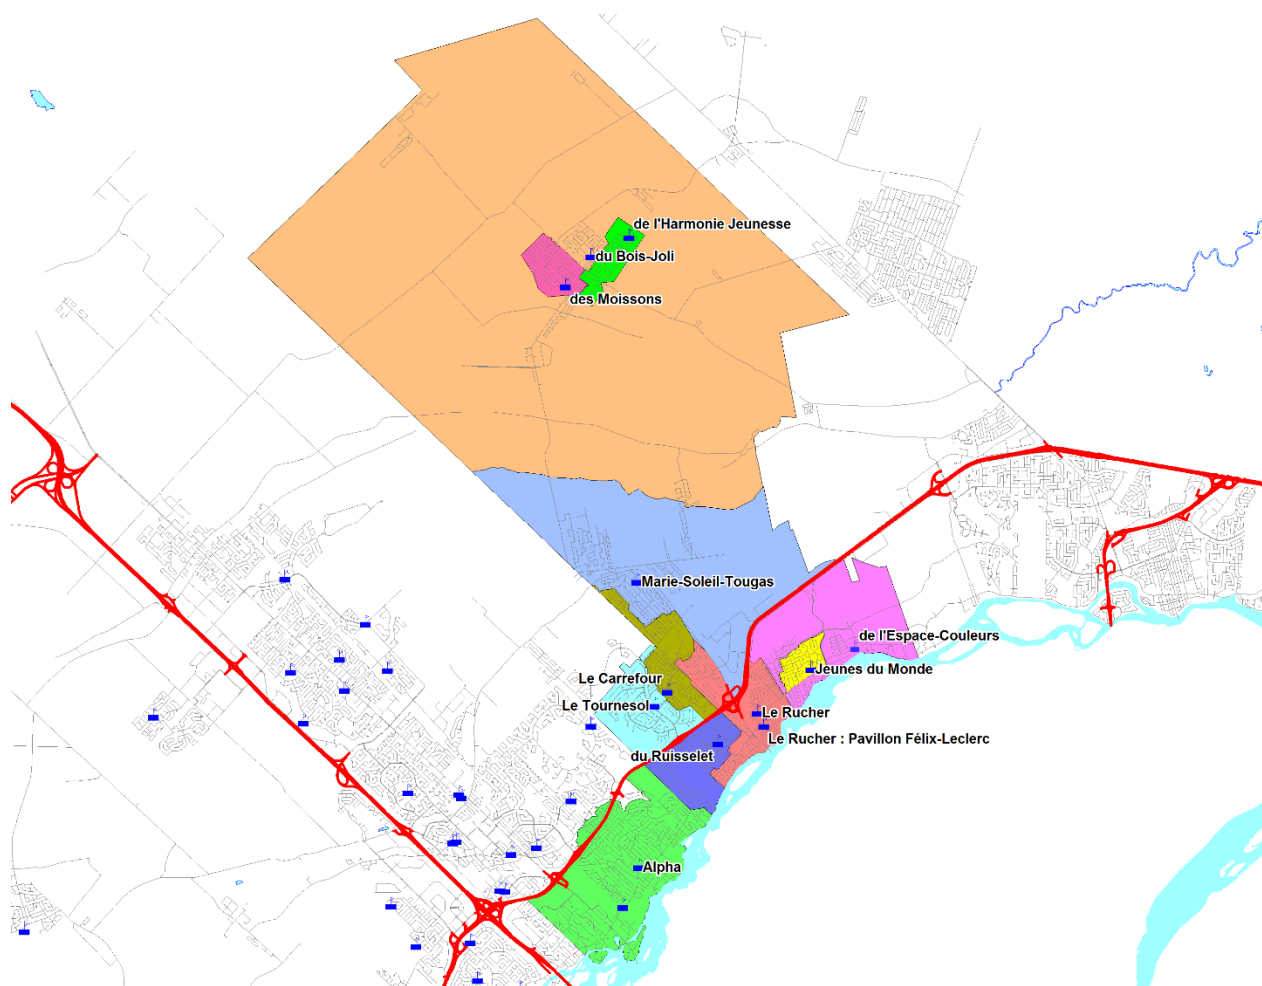 de l'Harmonie Jeunesse
du Bois-Joli
des Moissons
Marie-Soleil-Tougas
de l'Espace-Couleurs
Jeunes du Monde
Le Carrefour
Le Tournesol
Le Rucher
Le Rucher : Pavillon Félix-Leclerc
du Ruisselet
Alpha